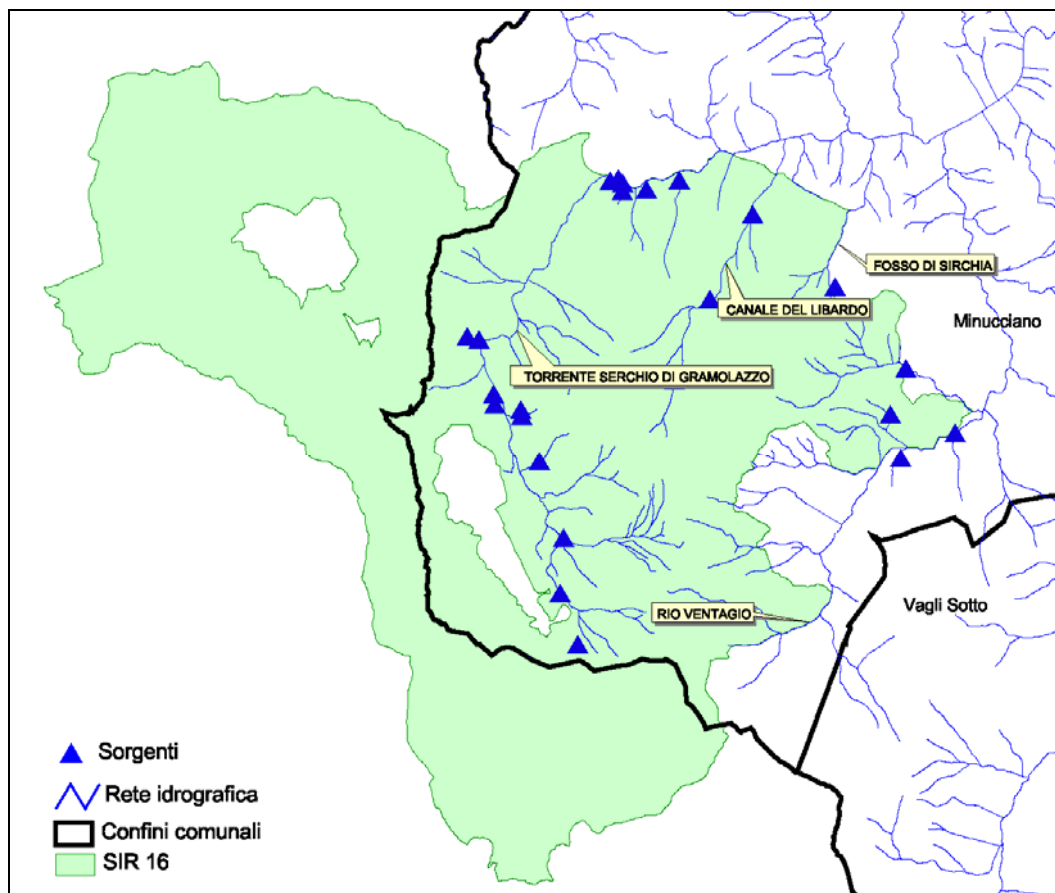 FOSSO DI SIRCHIA
CANALE DEL LIBARDO
Minucciano
TORRENTE SERCHIO DI GRAMOLAZZO
Vagli Sotto
RIO VENTAGIO
Sorgenti
Rete idrografica
Confini comunali
SIR 16